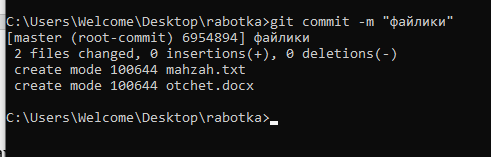 C:\Users\Welcome\Desktop\rabotka>git commit -m "файлики"
[master (root-commit) 6954894] файлики
 2 files changed, 0 insertions(+), 0 deletions(-)
 create mode 100644 mahzah.txt
 create mode 100644 otchet.docx
C:\Users\Welcome\Desktop\rabotka>